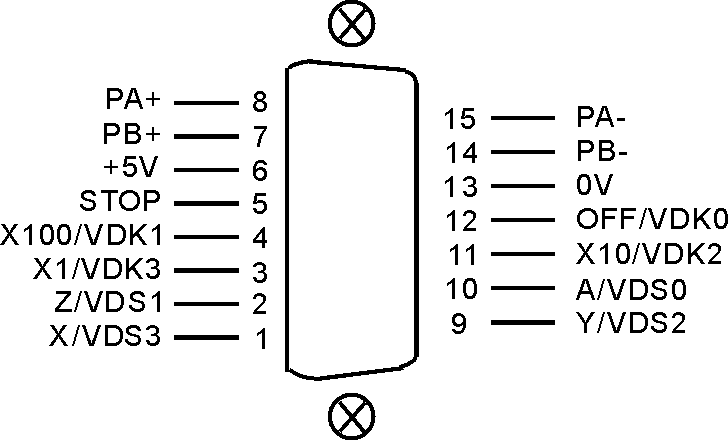 PA+ 8
PB+ 7
+5V 6
STOP 5
X100/VDK1 4
X1/VDK3 3
Z/VDS1 2
X/VDS3 1
15 PA-
14 PB-
13 0V
12 OFF/VDK0
11 X10/VDK2
10 A/VDS0
9 Y/VDS2